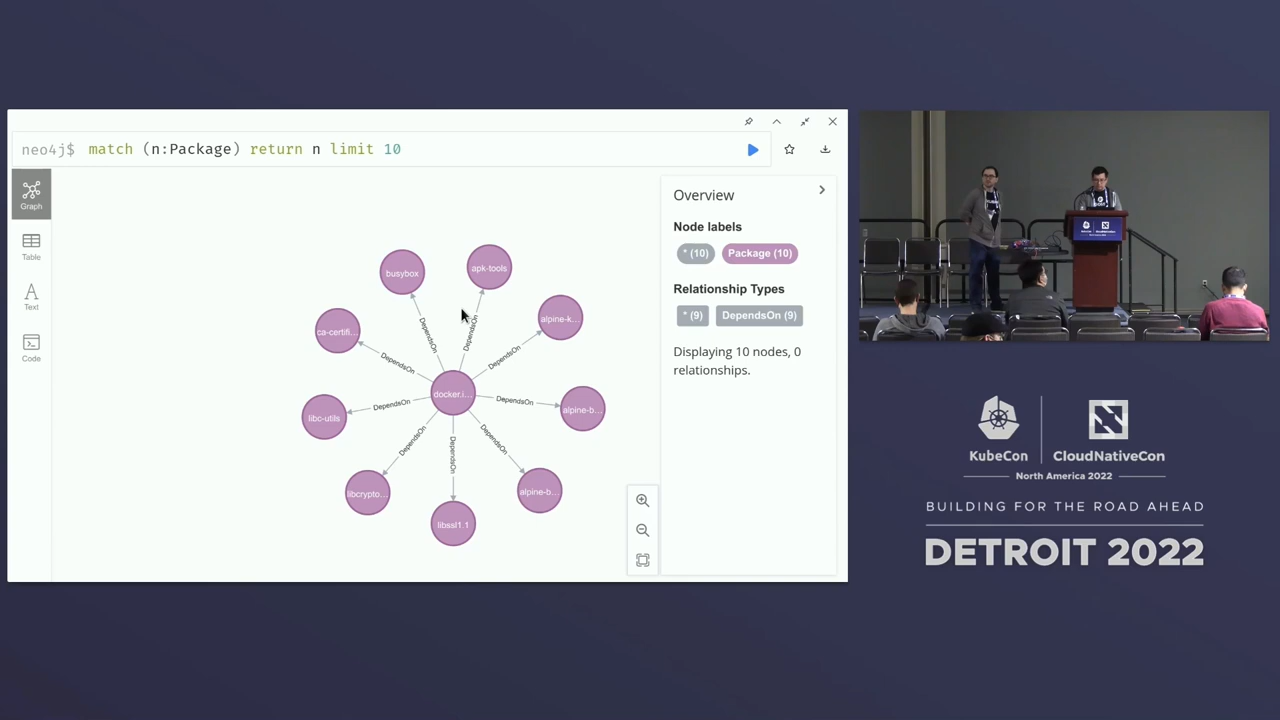 neo4j$ match (n:Package) return n limit 10
Graph
Table
Text
Code
busybox
apk-tools
alpine-k...
ca-certifi...
docker.i...
alpine-b...
libc-utils
libcrypto...
libssl1.1
alpine-b...
DependsOn
DependsOn
DependsOn
DependsOn
DependsOn
DependsOn
DependsOn
DependsOn
DependsOn
Overview
Node labels
* (10)
Package (10)
Relationship Types
* (9)
DependsOn (9)
Displaying 10 nodes, 0
relationships.
KubeCon
CloudNativeCon
North America 2022
BUILDING FOR THE ROAD AHEAD
DETROIT 2022